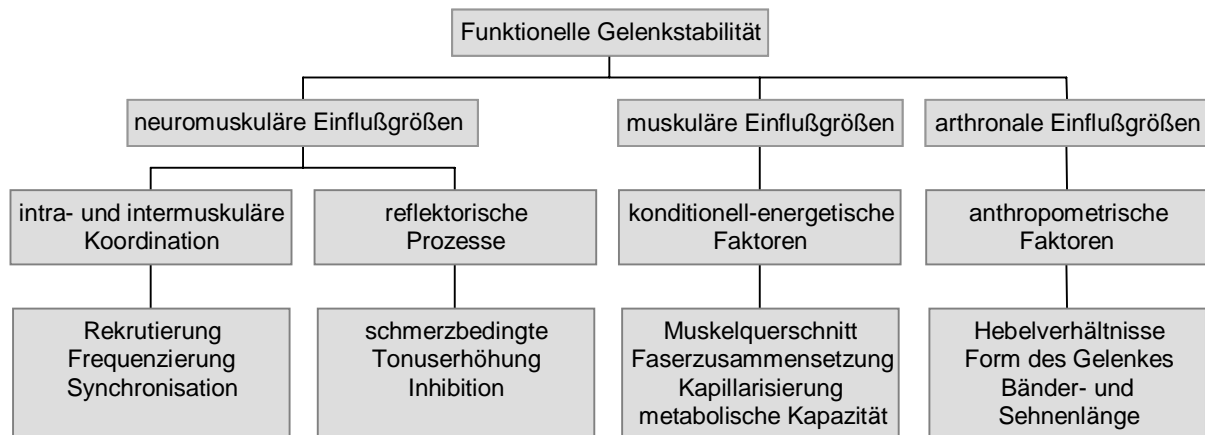 Funktionelle Gelenkstabilität
neuromuskuläre Einflußgrößen
muskuläre Einflußgrößen
arthronale Einflußgrößen
intra- und intermuskuläre
Koordination
reflektorische
Prozesse
konditionell-energetische
Faktoren
anthropometrische
Faktoren
Rekrutierung
Frequenzierung
Synchronisation
schmerzbedingte
Tonuserhöhung
Inhibition
Muskelquerschnitt
Faserzusammensetzung
Kapillarisierung
metabolische Kapazität
Hebelverhältnisse
Form des Gelenkes
Bänder- und
Sehnenlänge